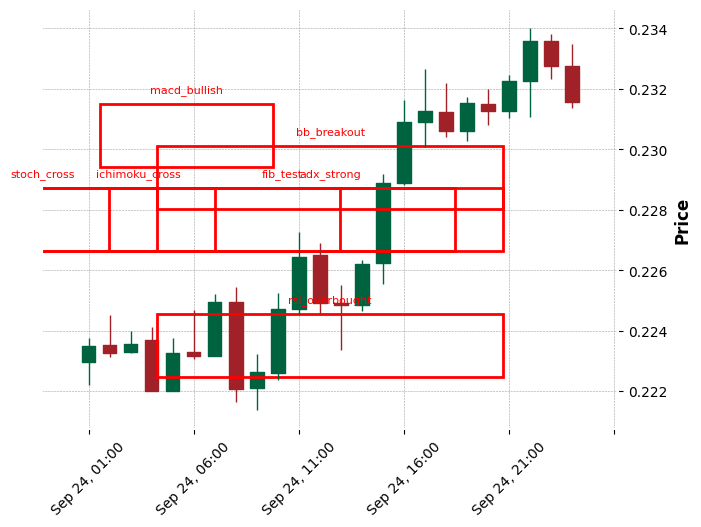 0.234
macd_bullish
0.232
bb_breakout
0.230
stoch_cross ichimoku_cross fib_test adx_strong
0.228
Price
0.226
rsi_overbought
0.224
0.222
Sep 24, 01:00
Sep 24, 06:00
Sep 24, 11:00
Sep 24, 16:00
Sep 24, 21:00